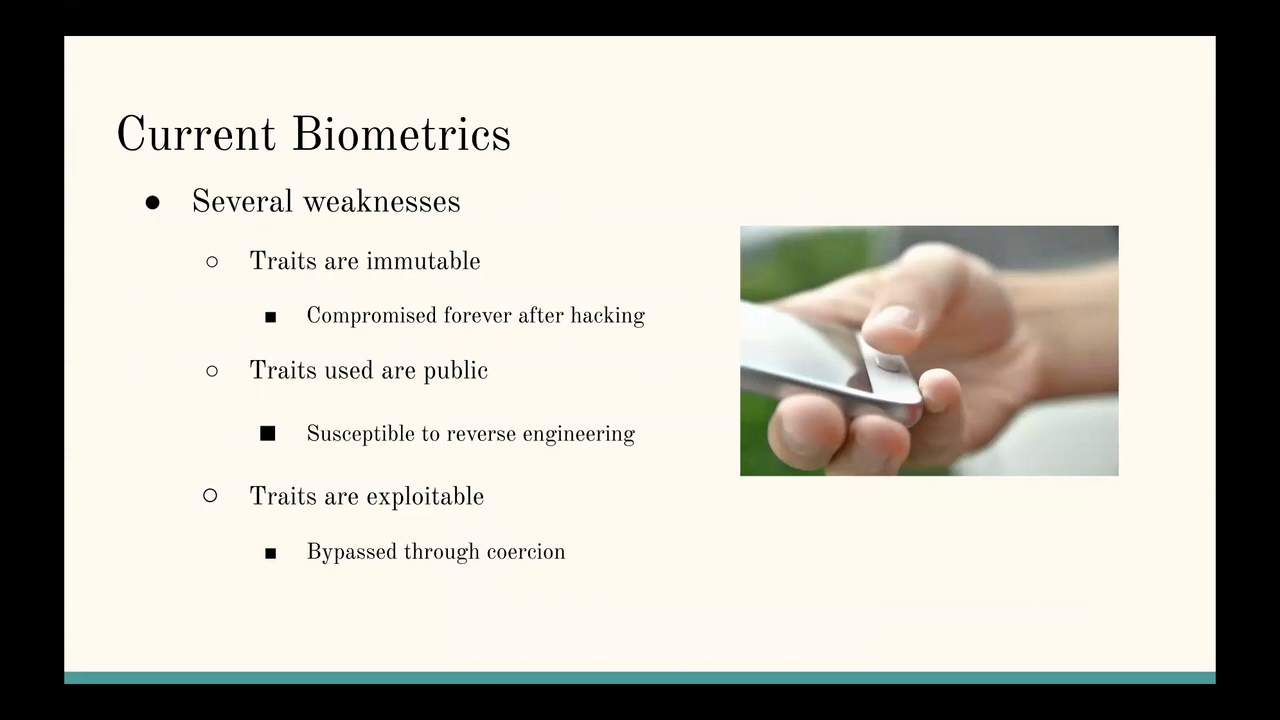 Current Biometrics
● Several weaknesses
○ Traits are immutable
■ Compromised forever after hacking
○ Traits used are public
■ Susceptible to reverse engineering
○ Traits are exploitable
■ Bypassed through coercion